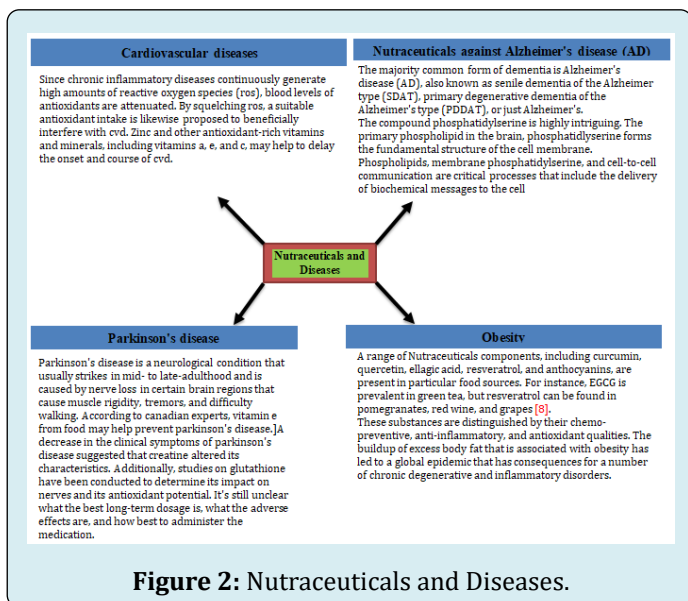 Cardiovascular diseases
Since chronic inflammatory diseases continuously generate
high amounts of reactive oxygen species (ros), blood levels of
antioxidants are attenuated. By squelching ros, a suitable
antioxidant intake is likewise proposed to beneficially
interfere with cvd. Zinc and other antioxidant-rich vitamins
and minerals, including vitamins a, e, and c, may help to delay
the onset and course of cvd.
Nutraceuticals against Alzheimer's disease (AD)
The majority common form of dementia is Alzheimer's
disease (AD), also known as senile dementia of the Alzheimer
type (SDAT), primary degenerative dementia of the
Alzheimer's type (PDDAT), or just Alzheimer's.
The compound phosphatidylserine is highly intriguing. The
primary phospholipid in the brain, phosphatidlyserine forms
the fundamental structure of the cell membrane.
Phospholipids, membrane phosphatidylserine, and cell-to-cell
communication are critical processes that include the delivery
of biochemical messages to the cell
Nutraceuticals and
Diseases
Parkinson's disease
Parkinson's disease is a neurological condition that
usually strikes in mid- to late-adulthood and is
caused by nerve loss in certain brain regions that
cause muscle rigidity, tremors, and difficulty
walking. According to canadian experts, vitamin e
from food may help prevent parkinson's disease.]A
decrease in the clinical symptoms of parkinson's
disease suggested that creatine altered its
characteristics. Additionally, studies on glutathione
have been conducted to determine its impact on
nerves and its antioxidant potential. It's still unclear
what the best long-term dosage is, what the adverse
effects are, and how best to administer the
medication.
Obesity
A range of Nutraceuticals components, including curcumin,
quercetin, ellagic acid, resveratrol, and anthocyanins, are
present in particular food sources. For instance, EGCG is
prevalent in green tea, but resveratrol can be found in
pomegranates, red wine, and grapes [8].
These substances are distinguished by their chemo-
preventive, anti-inflammatory, and antioxidant qualities. The
buildup of excess body fat that is associated with obesity has
led to a global epidemic that has consequences for a number
of chronic degenerative and inflammatory disorders.
Figure 2: Nutraceuticals and Diseases.